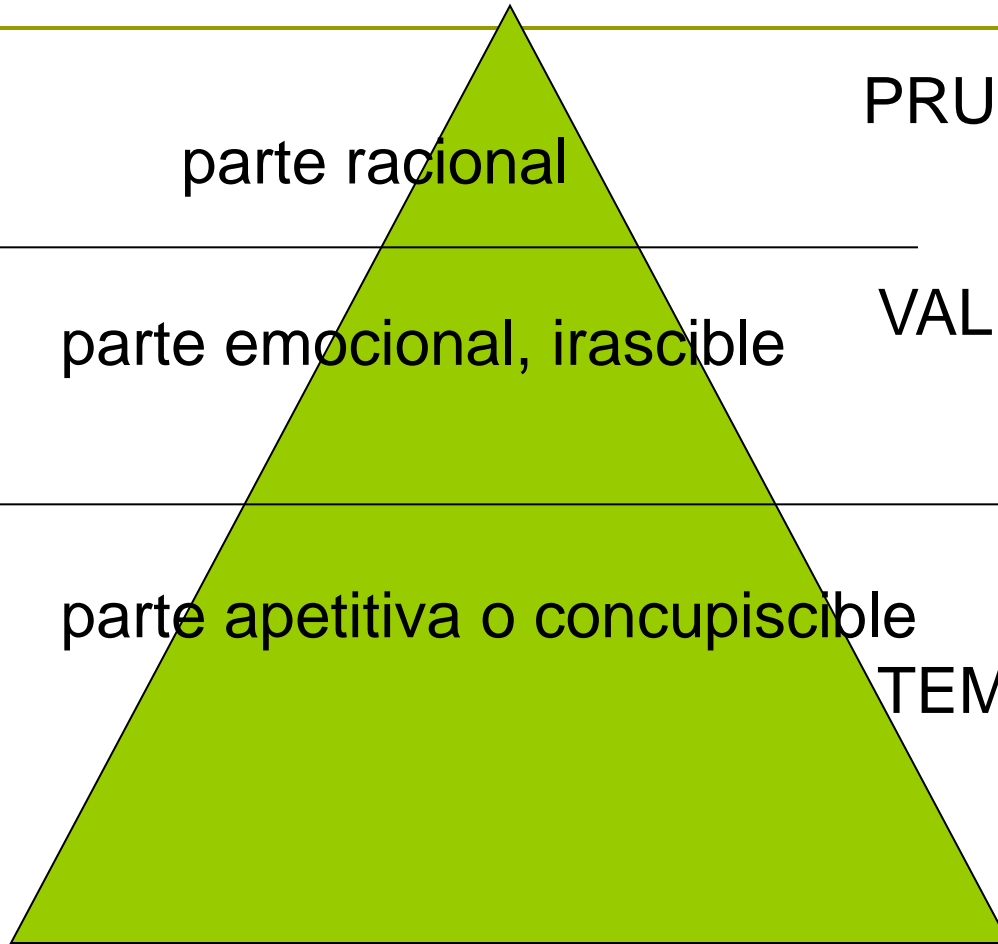 PRU
parte racional
VAL
parte emocional, irascible
parte apetitiva o concupiscible
TEM